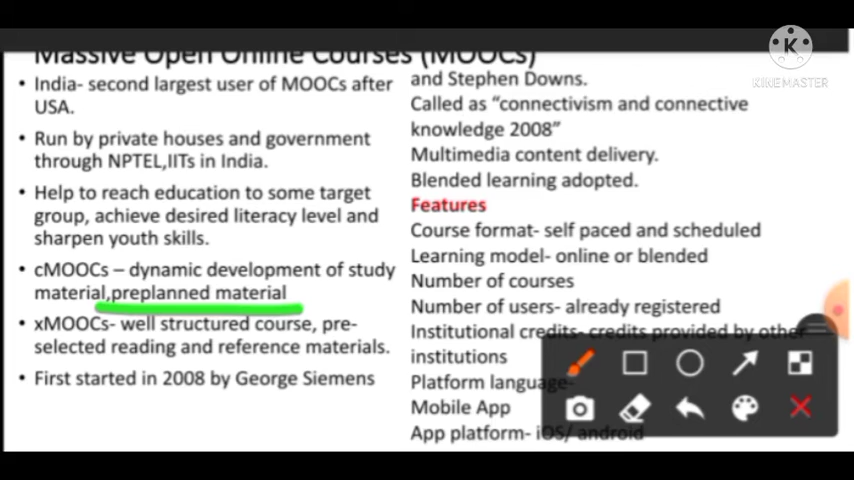 Massive Open Online Courses (MOOCs)
• India- second largest user of MOOCs after
USA.
• Run by private houses and government
through NPTEL,IITs in India.
• Help to reach education to some target
group, achieve desired literacy level and
sharpen youth skills.
• cMOOCs – dynamic development of study
material,preplanned material
• xMOOCs- well structured course, pre-
selected reading and reference materials.
• First started in 2008 by George Siemens
and Stephen Downs.
Called as “connectivism and connective
knowledge 2008”
Multimedia content delivery.
Blended learning adopted.
Features
Course format- self paced and scheduled
Learning model- online or blended
Number of courses
Number of users- already registered
Institutional credits- credits provided by other
institutions
Platform language-
Mobile App
App platform- iOS/ android
K
KINEMASTER